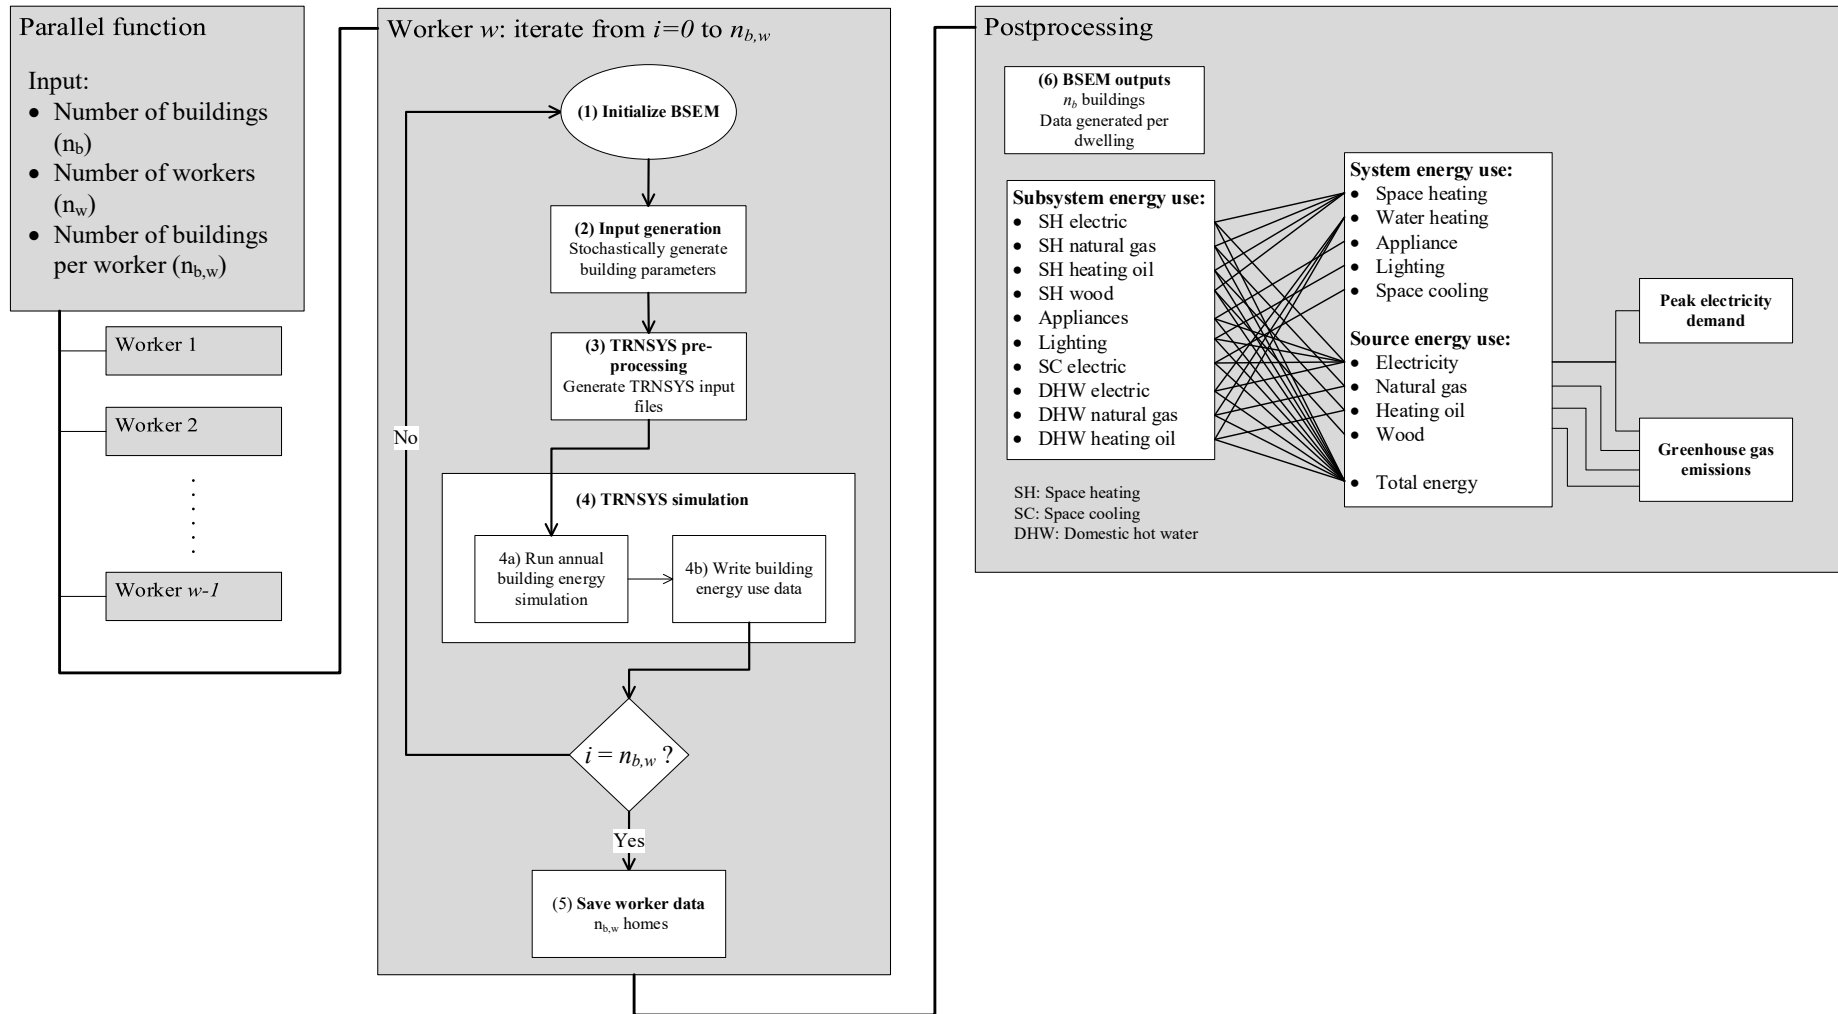 Parallel function
Input:
• Number of buildings
(n_b)
• Number of workers
(n_w)
• Number of buildings
per worker (n_b,w)
Worker 1
Worker 2
Worker w-1
Worker w: iterate from i=0 to n_b,w
(1) Initialize BSEM
(2) Input generation
Stochastically generate
building parameters
(3) TRNSYS pre-
processing
Generate TRNSYS input
files
No
(4) TRNSYS simulation
4a) Run annual
building energy
simulation
4b) Write building
energy use data
i = n_b,w ?
Yes
(5) Save worker data
n_b,w homes
Postprocessing
(6) BSEM outputs
n_b buildings
Data generated per
dwelling
Subsystem energy use:
• SH electric
• SH natural gas
• SH heating oil
• SH wood
• Appliances
• Lighting
• SC electric
• DHW electric
• DHW natural gas
• DHW heating oil
SH: Space heating
SC: Space cooling
DHW: Domestic hot water
System energy use:
• Space heating
• Water heating
• Appliance
• Lighting
• Space cooling
Source energy use:
• Electricity
• Natural gas
• Heating oil
• Wood
• Total energy
Peak electricity
demand
Greenhouse gas
emissions